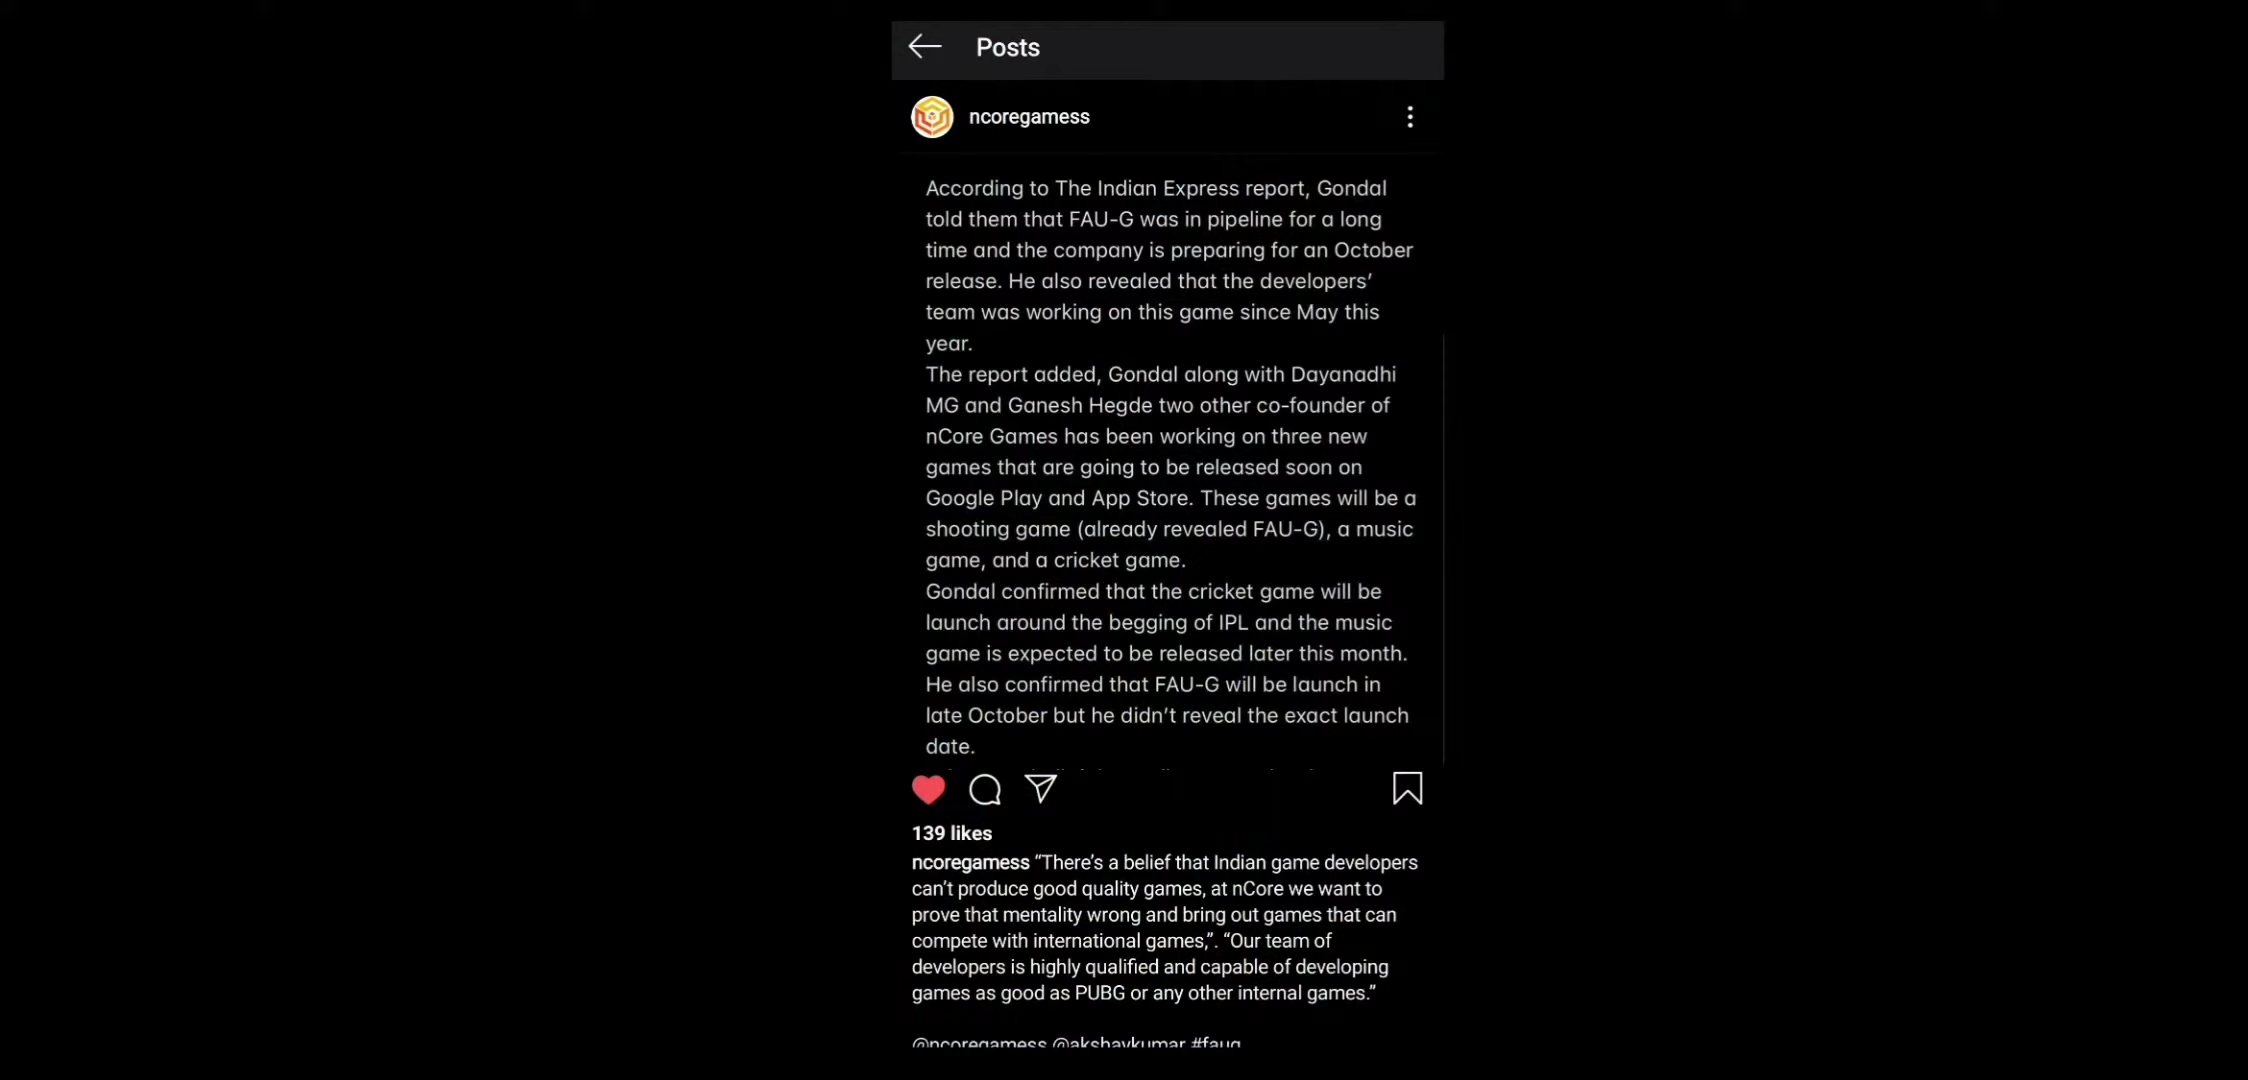 Posts
ncoregamess
According to The Indian Express report, Gondal
told them that FAU-G was in pipeline for a long
time and the company is preparing for an October
release. He also revealed that the developers’
team was working on this game since May this
year.
The report added, Gondal along with Dayanadhi
MG and Ganesh Hegde two other co-founder of
nCore Games has been working on three new
games that are going to be released soon on
Google Play and App Store. These games will be a
shooting game (already revealed FAU-G), a music
game, and a cricket game.
Gondal confirmed that the cricket game will be
launch around the begging of IPL and the music
game is expected to be released later this month.
He also confirmed that FAU-G will be launch in
late October but he didn’t reveal the exact launch
date.
139 likes
ncoregamess “There’s a belief that Indian game developers
can’t produce good quality games, at nCore we want to
prove that mentality wrong and bring out games that can
compete with international games,”. “Our team of
developers is highly qualified and capable of developing
games as good as PUBG or any other internal games.”
@ncoregamess @akshaykumar #faug